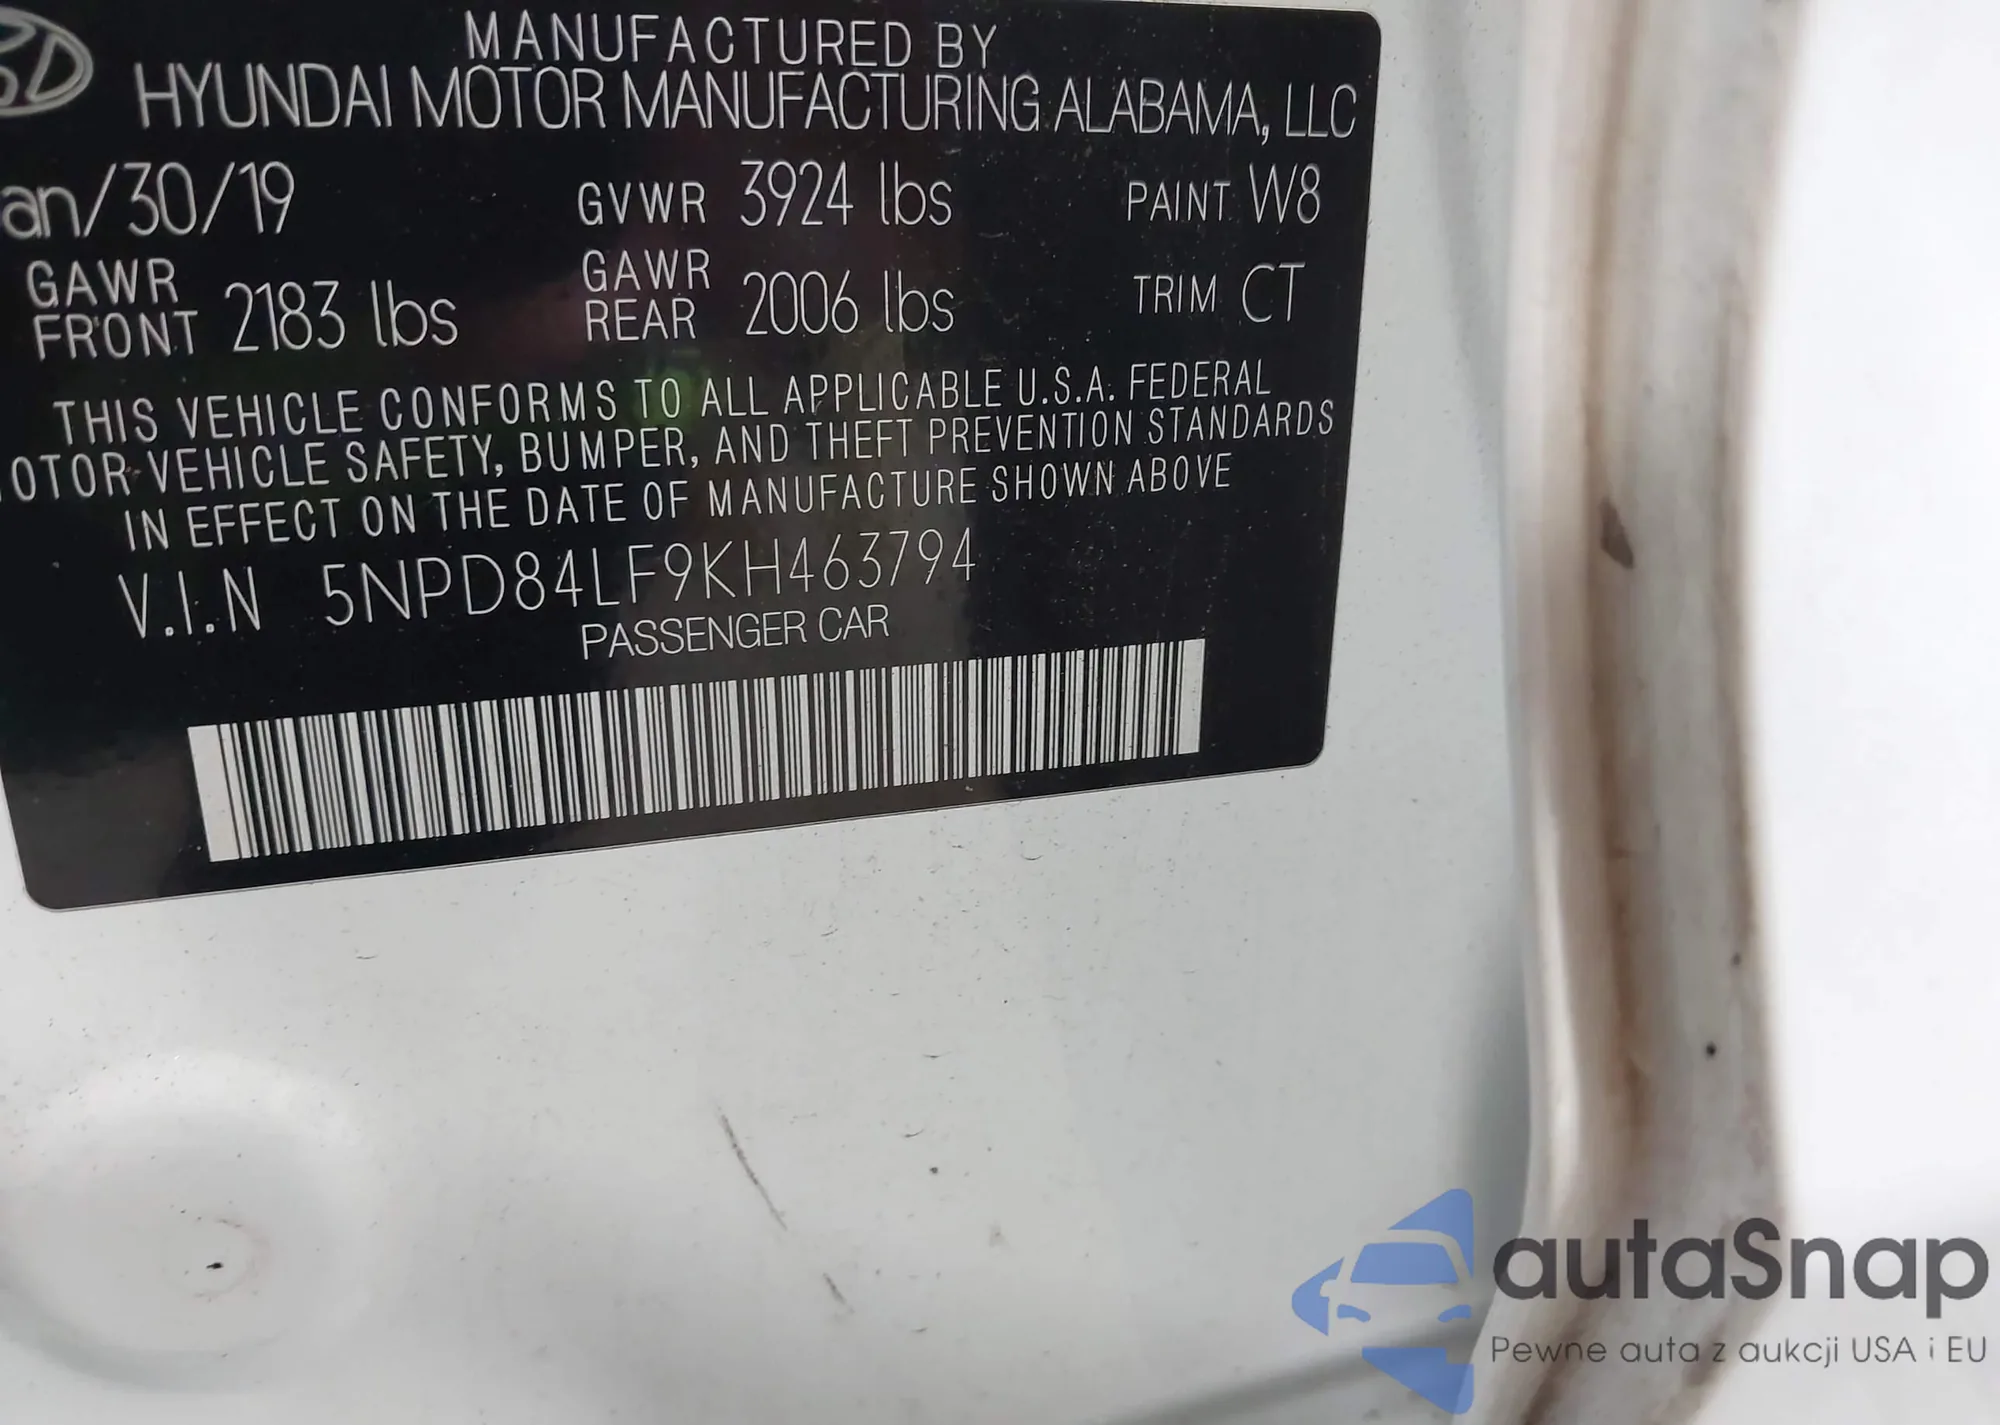 MANUFACTURED BY
HYUNDAI MOTOR MANUFACTURING ALABAMA, LLC
an/30/19 GVWR 3924 lbs PAINT W8
GAWR FRONT 2183 lbs GAWR REAR 2006 lbs TRIM CT
THIS VEHICLE CONFORMS TO ALL APPLICABLE U.S.A. FEDERAL
OTOR VEHICLE SAFETY, BUMPER, AND THEFT PREVENTION STANDARDS
IN EFFECT ON THE DATE OF MANUFACTURE SHOWN ABOVE
V.I.N 5NPD84LF9KH463794
PASSENGER CAR
autaSnap
Pewne auta z aukcji USA i EU